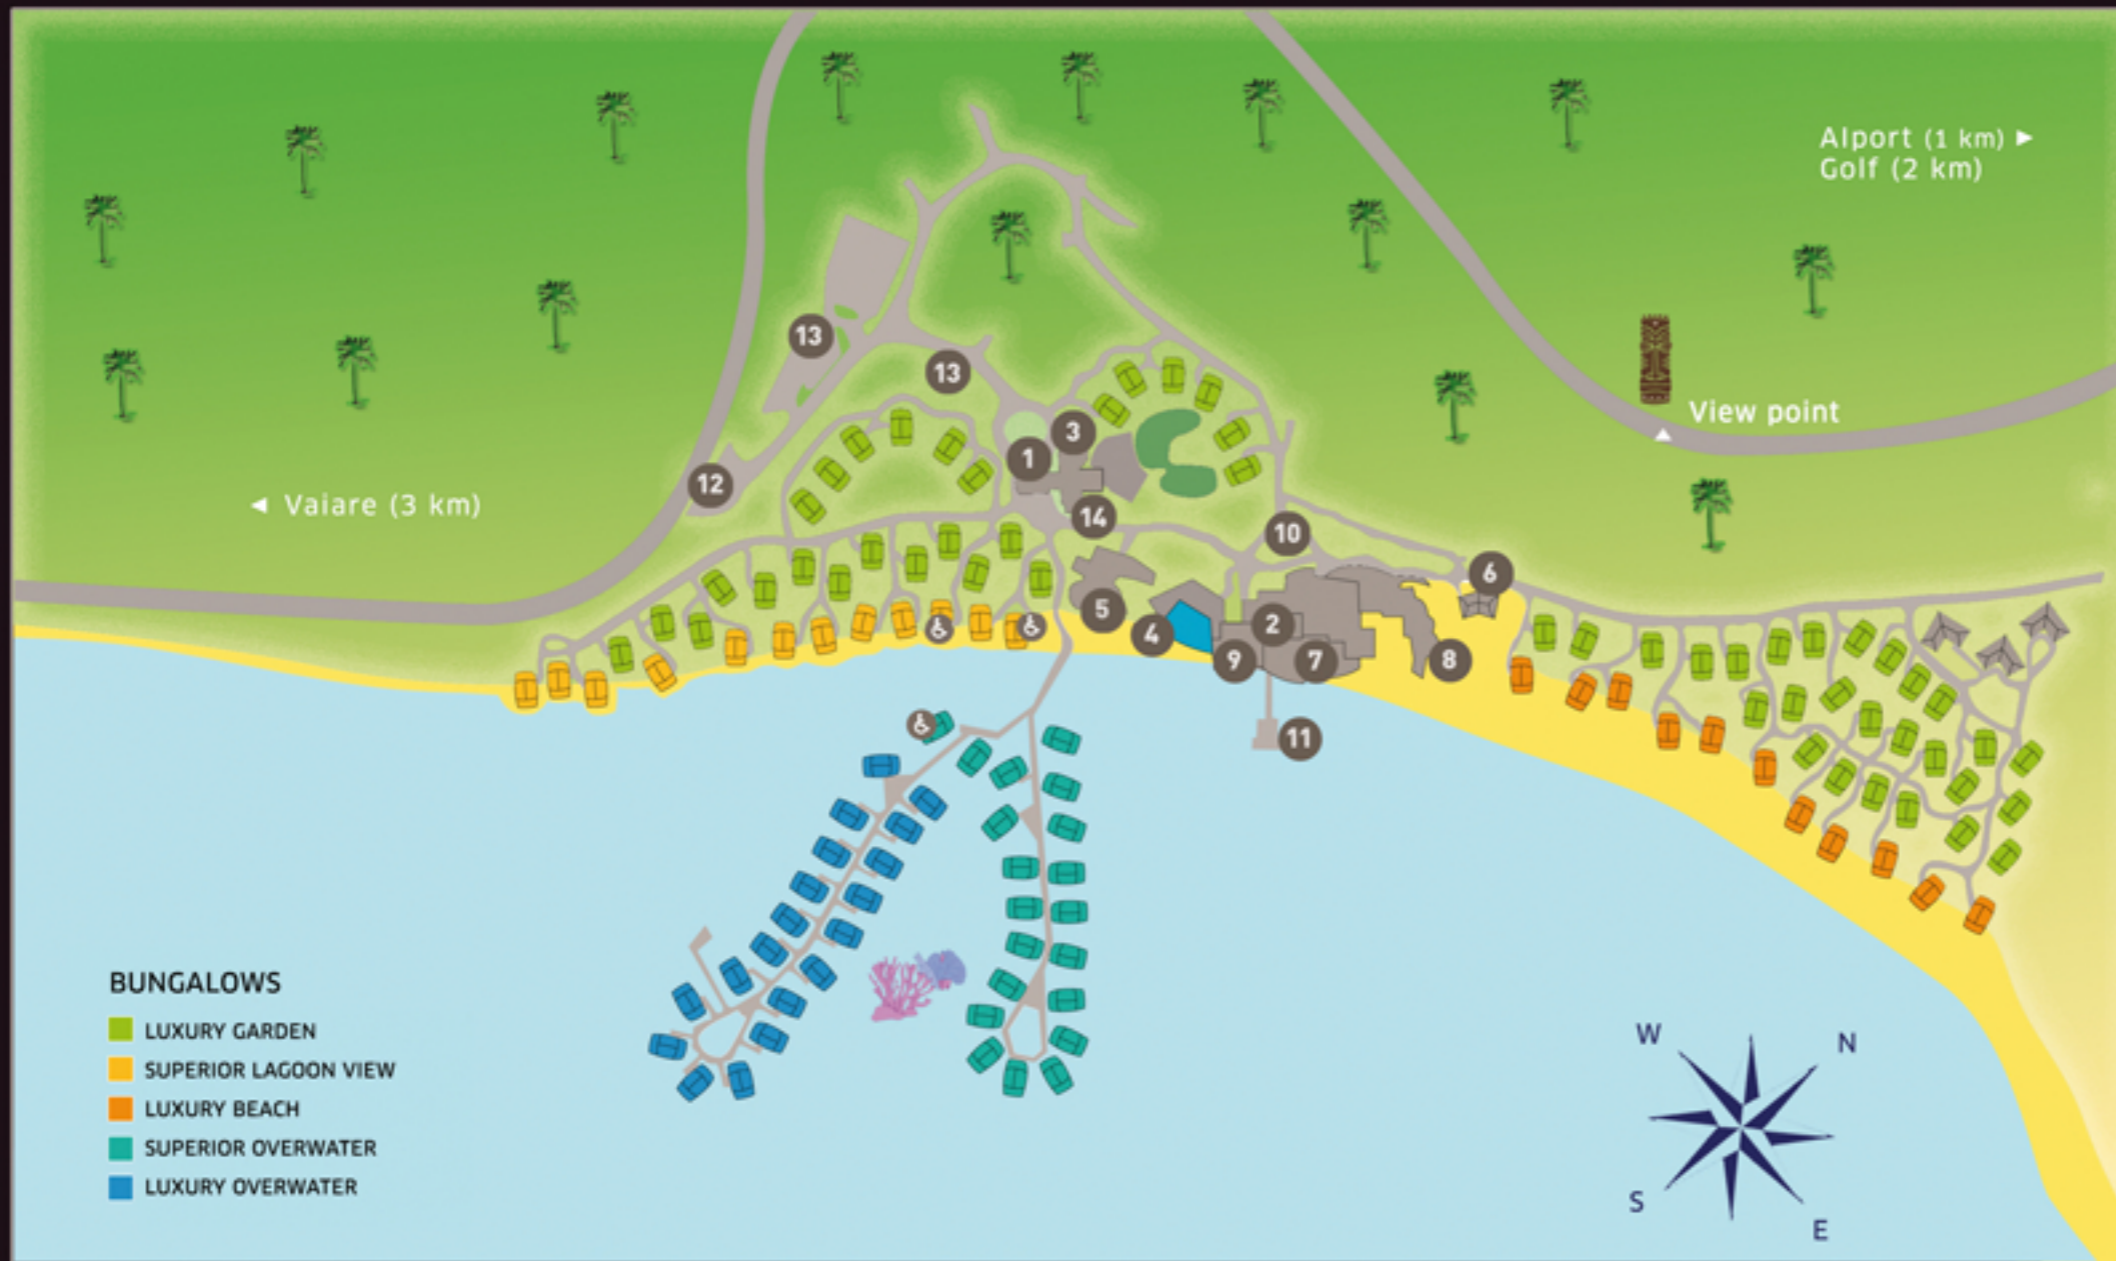 Alport (1 km) ►
Golf (2 km)
13
13
View point
3
1
12
◄ Vaiare (3 km)
14
10
6
5
4
2
9
7
8
11
BUNGALOWS
LUXURY GARDEN
SUPERIOR LAGOON VIEW
LUXURY BEACH
SUPERIOR OVERWATER
LUXURY OVERWATER
W
N
S
E